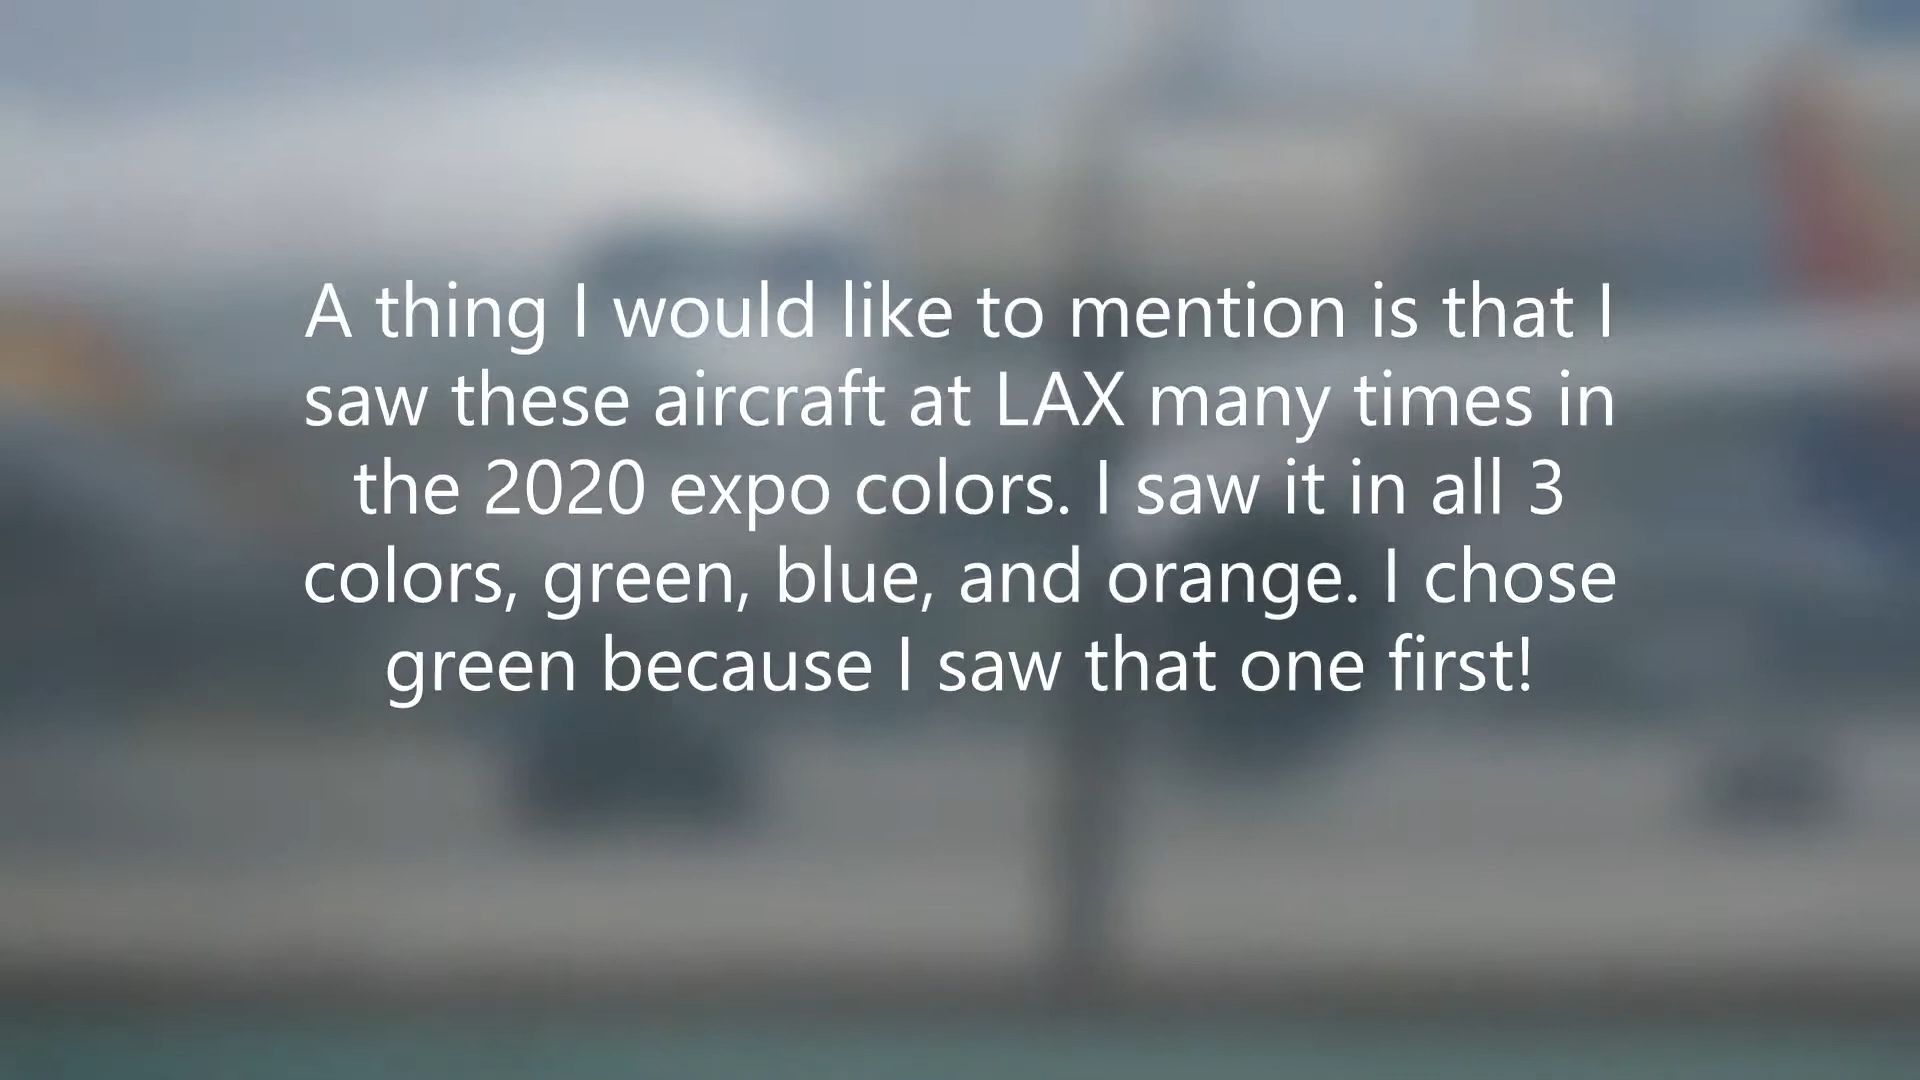 A thing I would like to mention is that I
saw these aircraft at LAX many times in
the 2020 expo colors. I saw it in all 3
colors, green, blue, and orange. I chose
green because I saw that one first!